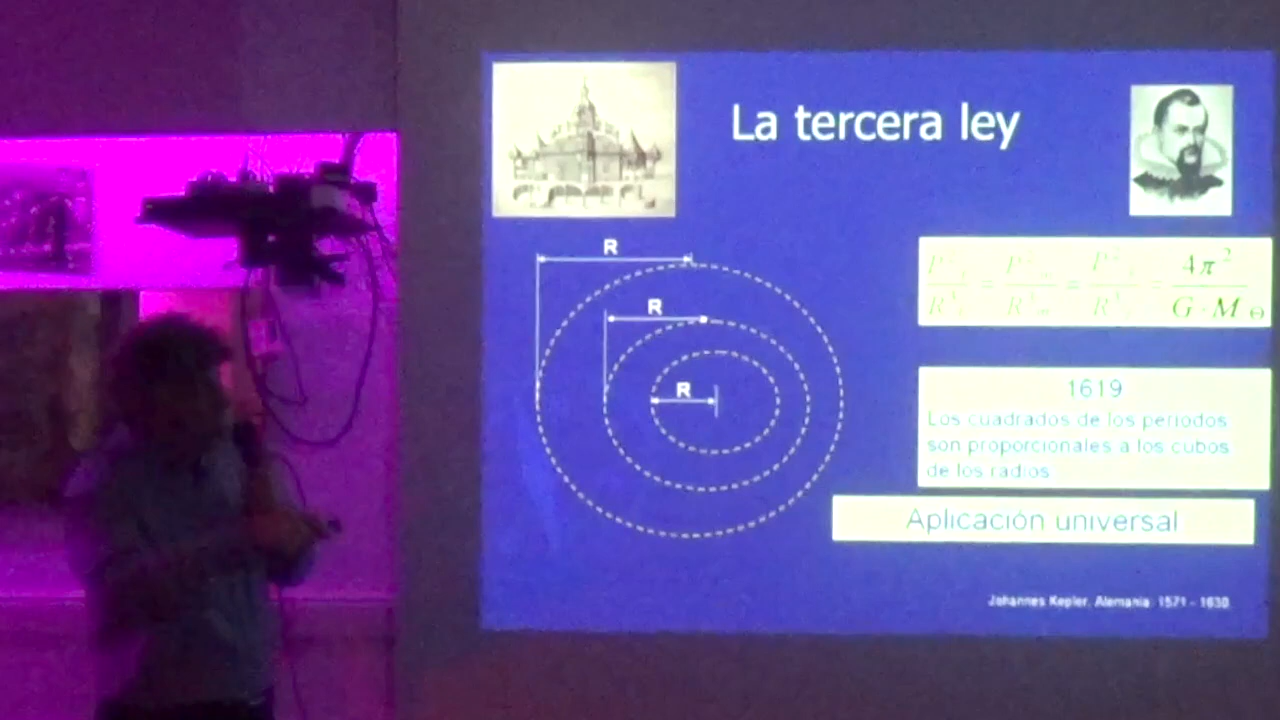 La tercera ley
R
R
R
4π²
G · M ⊙
1619
Los cuadrados de los periodos
son proporcionales a los cubos
de los radios
Aplicación universal
Johannes Kepler. Alemania. 1571 - 1630